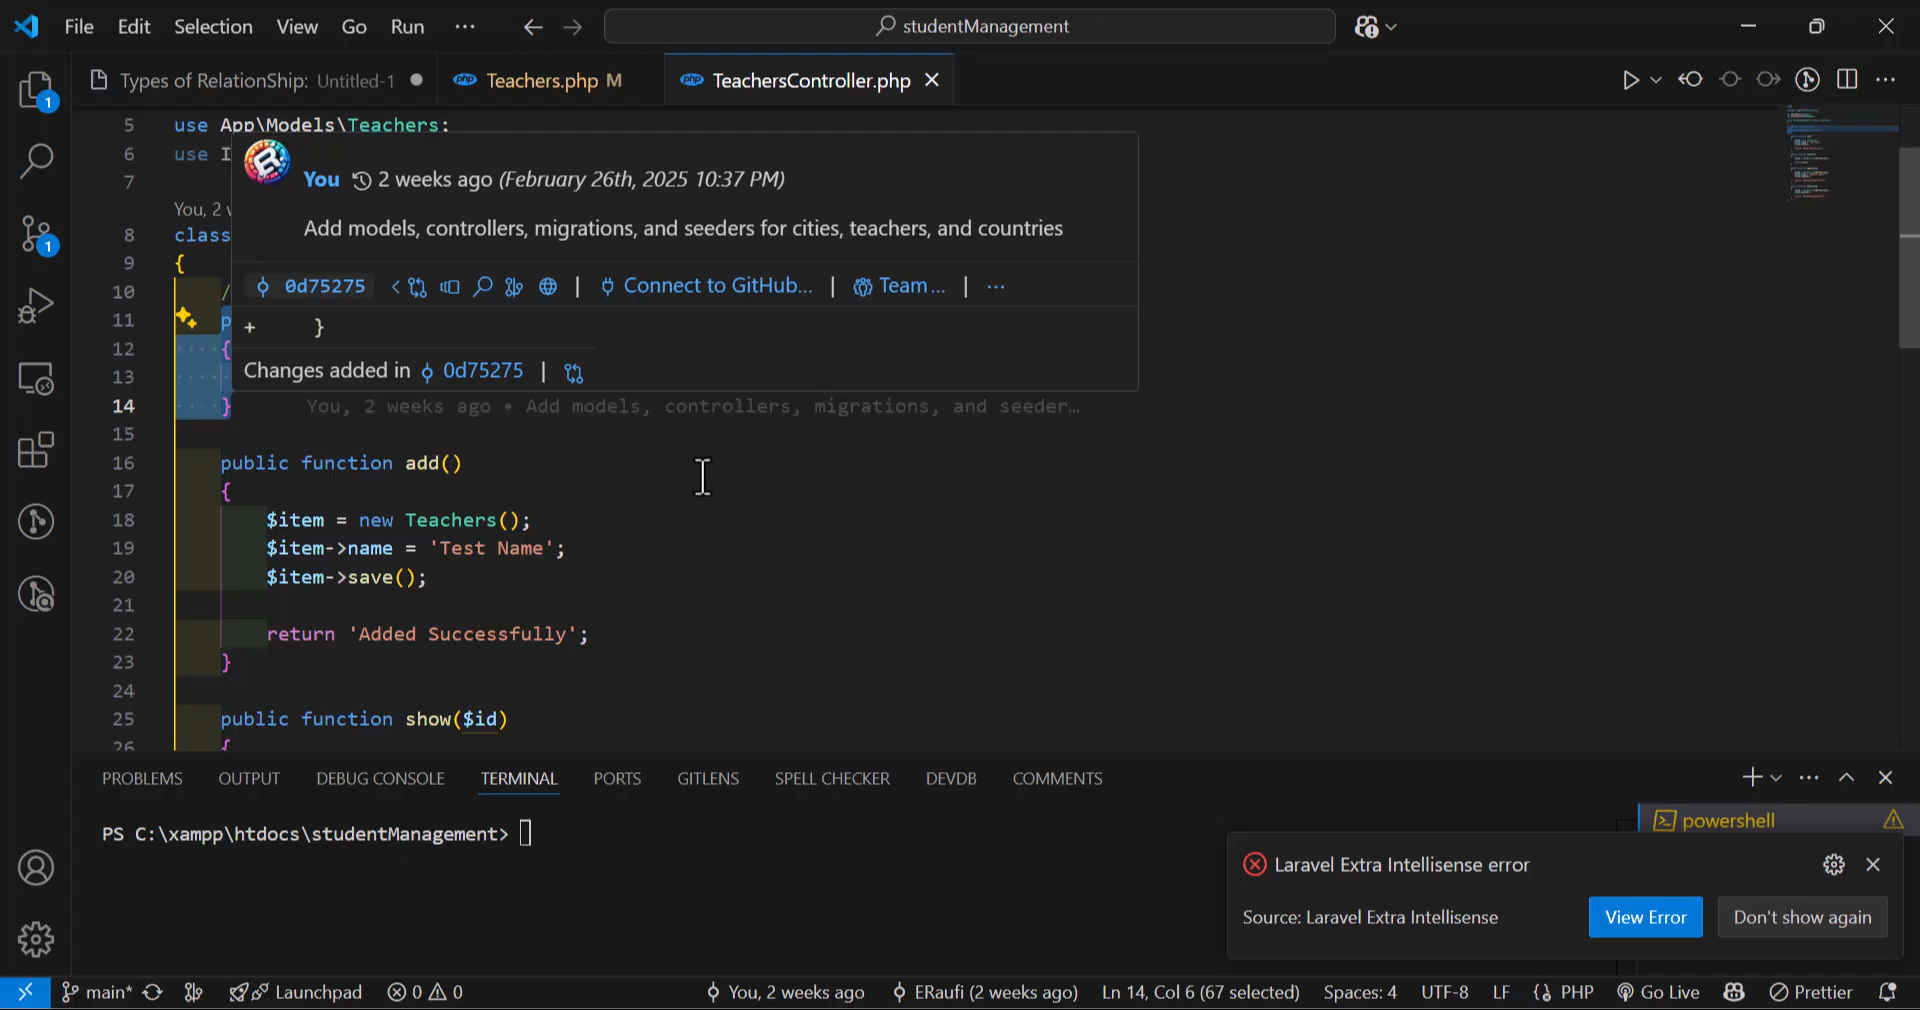 File Edit Selection View Go Run ··· studentManagement
Types of RelationShip: Untitled-1 Teachers.php M TeachersController.php
1
5 use App\Models\Teachers;
6 use I
You 2 weeks ago (February 26th, 2025 10:37 PM)
7
Add models, controllers, migrations, and seeders for cities, teachers, and countries
You, 2 w
8 class
1
9 {
10 /
0d75275 | Connect to GitHub... | Team... | ···
11 p
+ }
12 {
13
Changes added in 0d75275 |
14 } You, 2 weeks ago • Add models, controllers, migrations, and seeder…
15
16 public function add()
17 {
18 $item = new Teachers();
19 $item->name = 'Test Name';
20 $item->save();
21
22 return 'Added Successfully';
23 }
24
25 public function show($id)
26 {
PROBLEMS OUTPUT DEBUG CONSOLE TERMINAL PORTS GITLENS SPELL CHECKER DEVDB COMMENTS
PS C:\xampp\htdocs\studentManagement>
powershell
Laravel Extra Intellisense error
Source: Laravel Extra Intellisense View Error Don't show again
main* Launchpad 0 0 You, 2 weeks ago ERaufi (2 weeks ago) Ln 14, Col 6 (67 selected) Spaces: 4 UTF-8 LF PHP Go Live Prettier